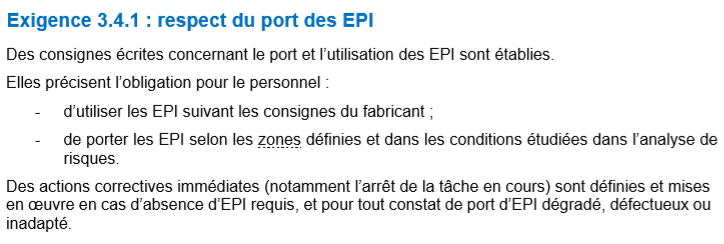 Exigence 3.4.1 : respect du port des EPI
Des consignes écrites concernant le port et l'utilisation des EPI sont établies.
Elles précisent l'obligation pour le personnel :
- d'utiliser les EPI suivant les consignes du fabricant ;
- de porter les EPI selon les zones définies et dans les conditions étudiées dans l'analyse de
risques.
Des actions correctives immédiates (notamment l'arrêt de la tâche en cours) sont définies et mises
en œuvre en cas d'absence d'EPI requis, et pour tout constat de port d'EPI dégradé, défectueux ou
inadapté.